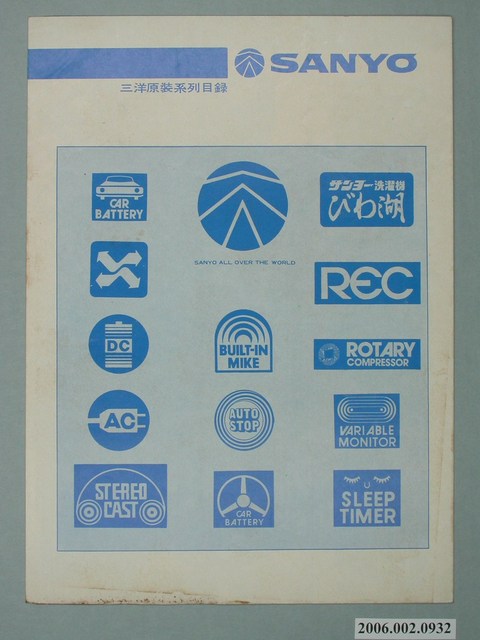 SANYO
三洋原裝系列目録
CAR
BATTERY
SANYO ALL OVER THE WORLD
サンヨー洗濯機
びわ湖
REC
DC
BUILT-IN
MIKE
ROTARY
COMPRESSOR
AC
AUTO
STOP
VARIABLE
MONITOR
STEREO
CAST
CAR
BATTERY
SLEEP
TIMER
2006.002.0932